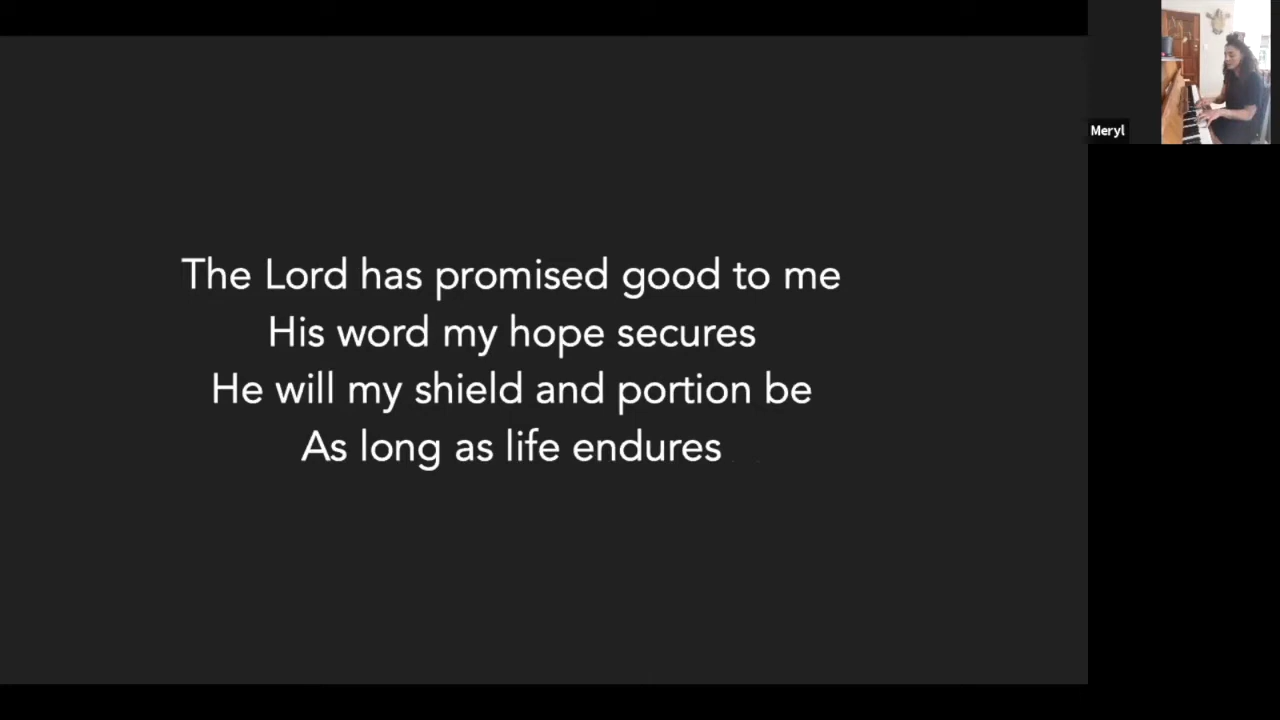 The Lord has promised good to me
His word my hope secures
He will my shield and portion be
As long as life endures
Meryl